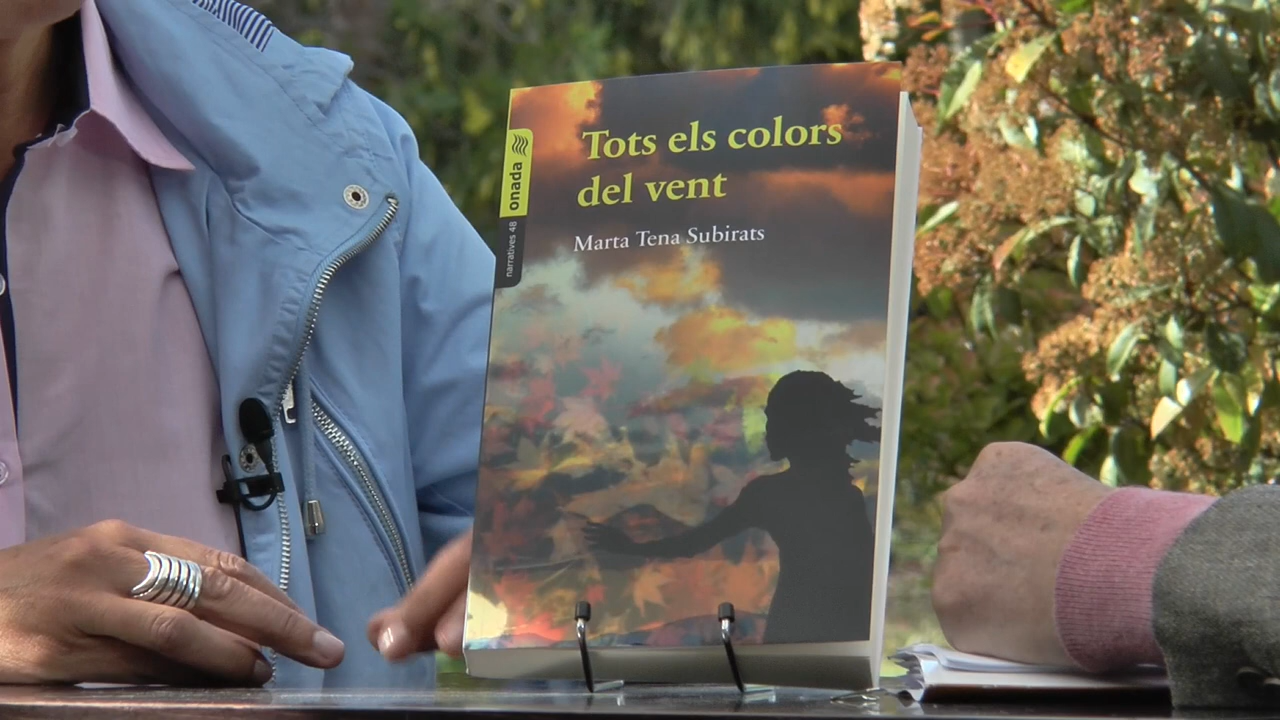 Tots els colors
del vent
Marta Tena Subirats
onada
narratives 48